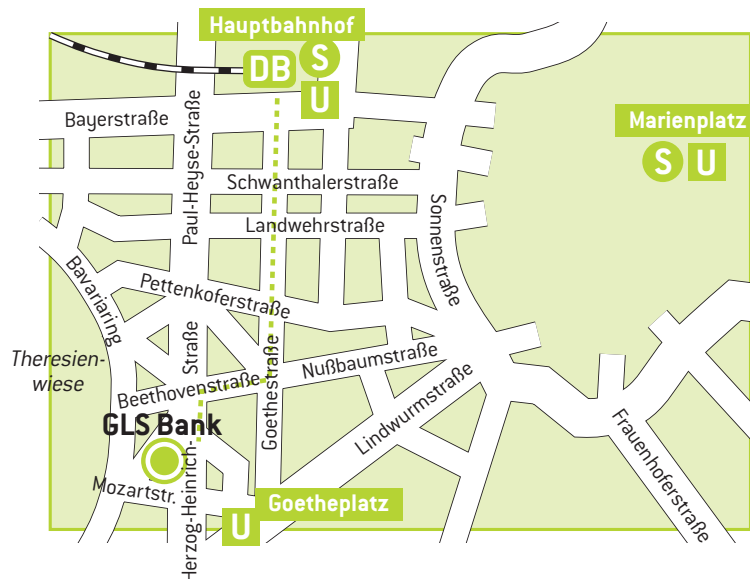 Hauptbahnhof
DB
S
U
Bayerstraße
Paul-Heyse-Straße
Marienplatz
S
U
Schwanthalerstraße
Landwehrstraße
Sonnenstraße
Bavariaring
Pettenkoferstraße
Theresien-
wiese
Straße
Herzog-Heinrich-
Goethestraße
Nußbaumstraße
Beethovenstraße
Lindwurmstraße
Frauenhoferstraße
GLS Bank
Mozartstr.
Goetheplatz
U